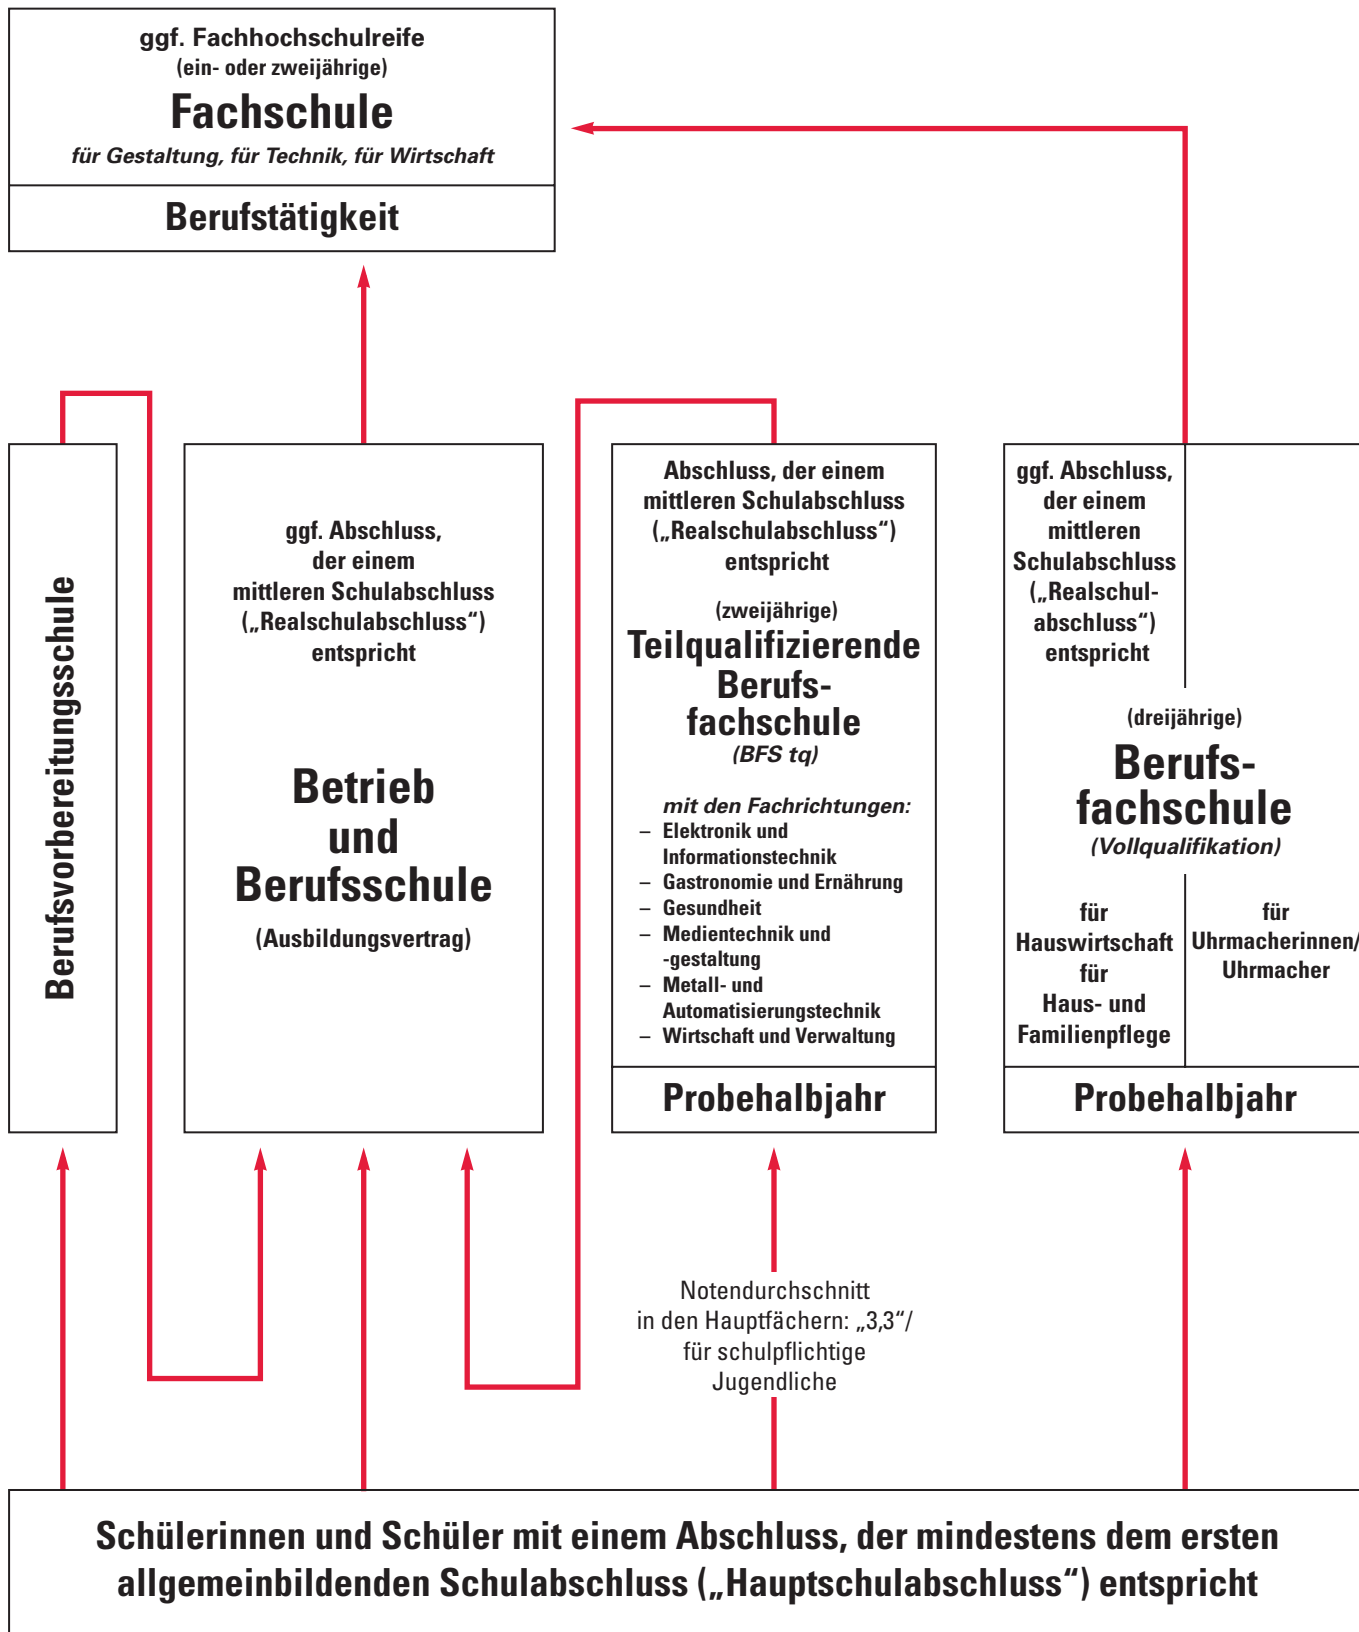 ggf. Fachhochschulreife
(ein- oder zweijährige)
Fachschule
für Gestaltung, für Technik, für Wirtschaft
Berufstätigkeit
Berufsvorbereitungsschule
ggf. Abschluss,
der einem
mittleren Schulabschluss
(„Realschulabschluss“)
entspricht
Betrieb
und
Berufsschule
(Ausbildungsvertrag)
Abschluss, der einem
mittleren Schulabschluss
(„Realschulabschluss“)
entspricht
(zweijährige)
Teilqualifizierende
Berufs-
fachschule
(BFS tq)
mit den Fachrichtungen:
– Elektronik und
Informationstechnik
– Gastronomie und Ernährung
– Gesundheit
– Medientechnik und
-gestaltung
– Metall- und
Automatisierungstechnik
– Wirtschaft und Verwaltung
Probehalbjahr
ggf. Abschluss,
der einem
mittleren
Schulabschluss
(„Realschul-
abschluss“)
entspricht
(dreijährige)
Berufs-
fachschule
(Vollqualifikation)
für
Hauswirtschaft
für
Haus- und
Familienpflege
für
Uhrmacherinnen/
Uhrmacher
Probehalbjahr
Notendurchschnitt
in den Hauptfächern: „3,3“/
für schulpflichtige
Jugendliche
Schülerinnen und Schüler mit einem Abschluss, der mindestens dem ersten
allgemeinbildenden Schulabschluss („Hauptschulabschluss“) entspricht